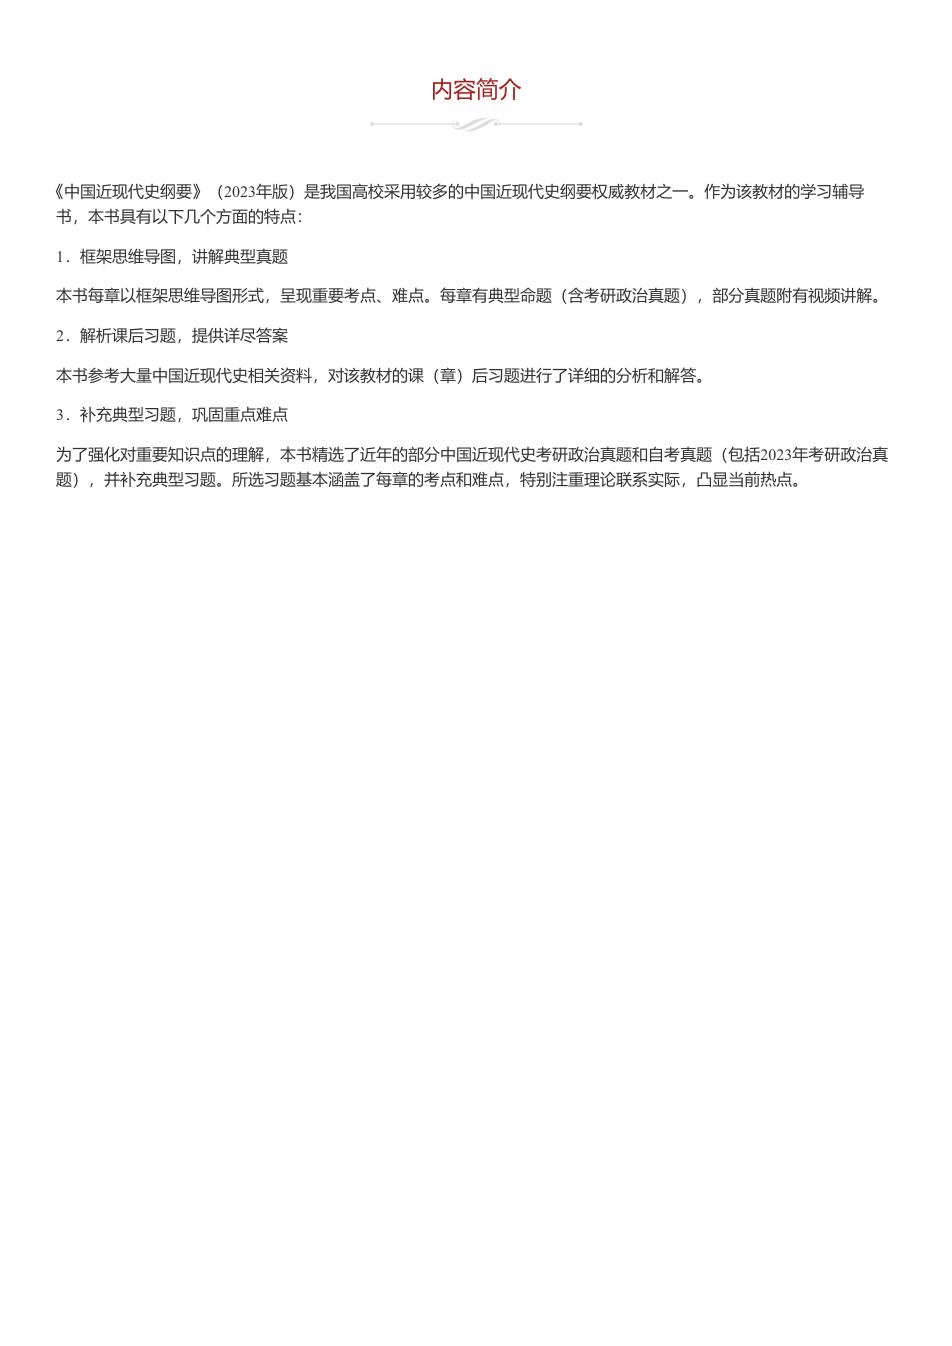 内容简介
《中国近现代史纲要》（2023年版）是我国高校采用较多的中国近现代史纲要权威教材之一。作为该教材的学习辅导
书，本书具有以下几个方面的特点：
1．框架思维导图，讲解典型真题
本书每章以框架思维导图形式，呈现重要考点、难点。每章有典型命题（含考研政治真题），部分真题附有视频讲解。
2．解析课后习题，提供详尽答案
本书参考大量中国近现代史相关资料，对该教材的课（章）后习题进行了详细的分析和解答。
3．补充典型习题，巩固重点难点
为了强化对重要知识点的理解，本书精选了近年的部分中国近现代史考研政治真题和自考真题（包括2023年考研政治真
题），并补充典型习题。所选习题基本涵盖了每章的考点和难点，特别注重理论联系实际，凸显当前热点。